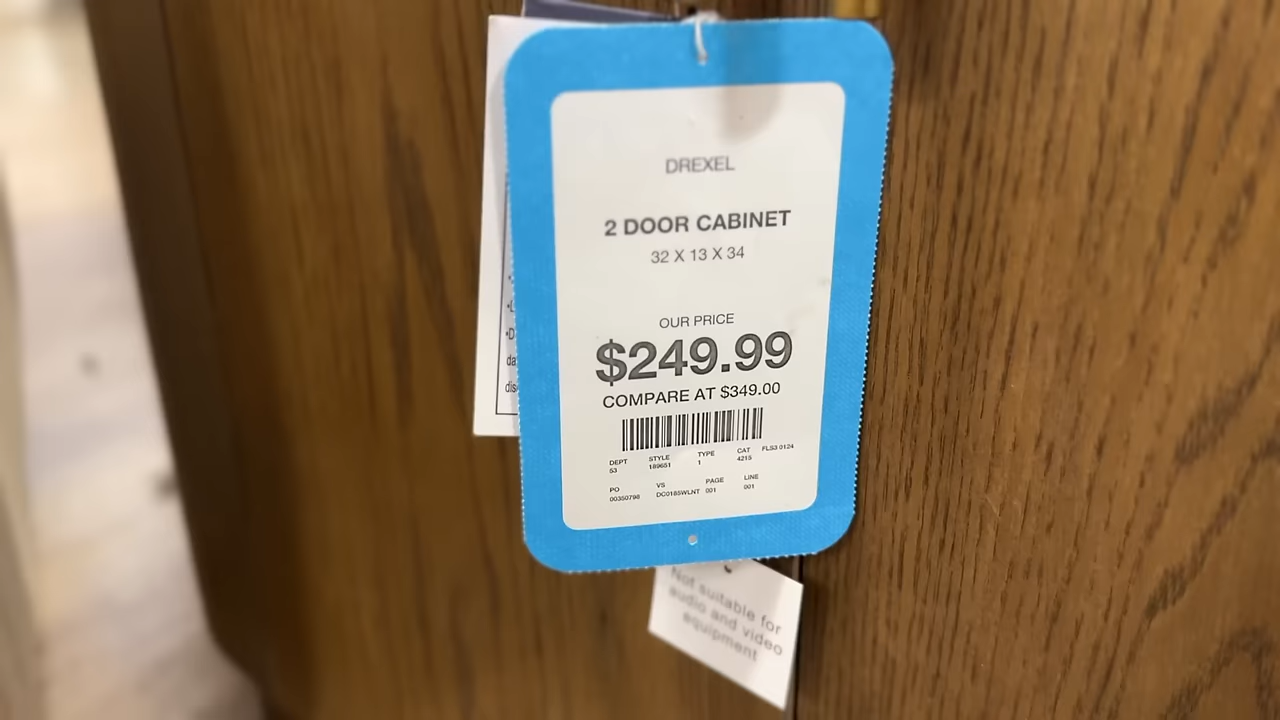 DREXEL
2 DOOR CABINET
32 X 13 X 34
OUR PRICE
$249.99
COMPARE AT $349.00
DEPT STYLE TYPE CAT FLS3 0124
53 189651 1 4215
PO VS PAGE LINE
00350798 DC0185WLNT 001 001
Not suitable for
audio and video
equipment